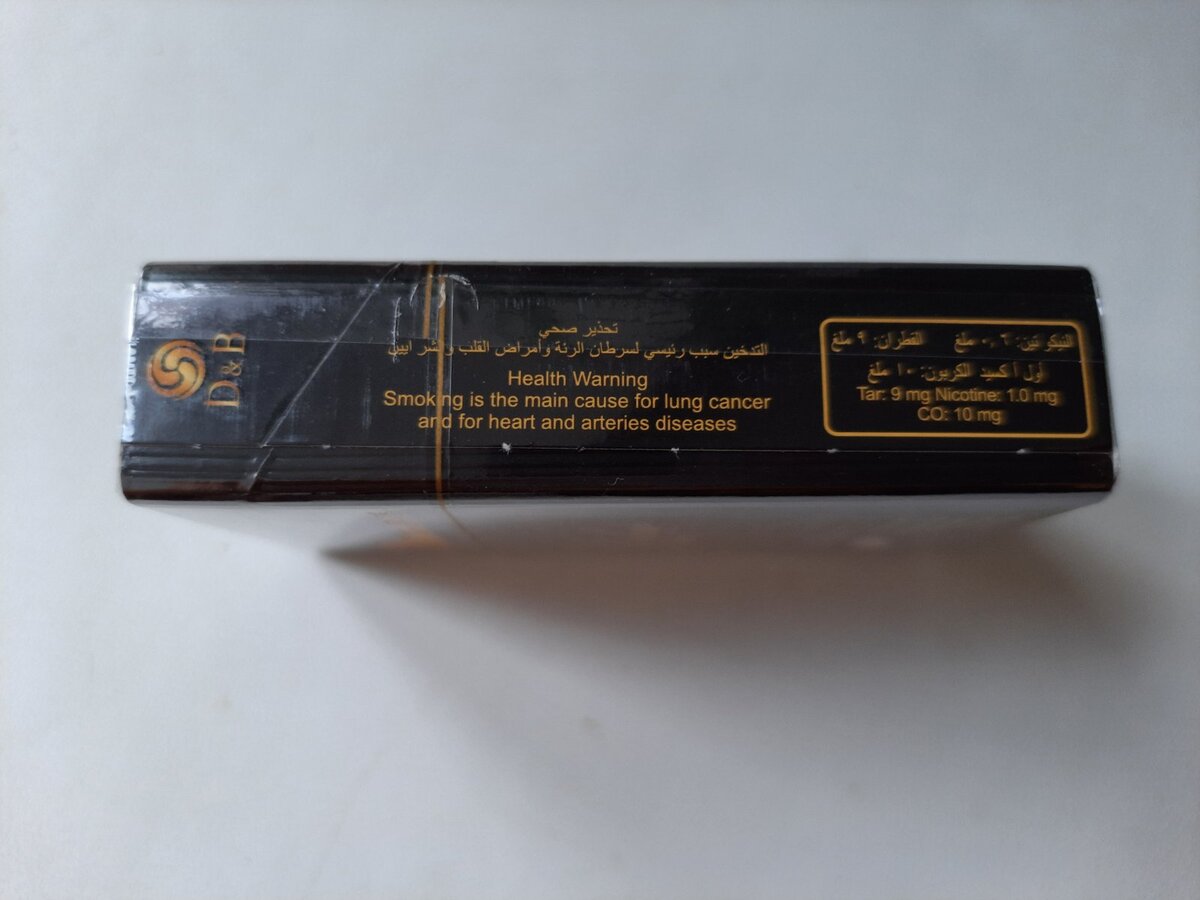 D&B
تحذير صحي
التدخين سبب رئيسي لسرطان الرئة وأمراض القلب والشرايين
Health Warning
Smoking is the main cause for lung cancer
and for heart and arteries diseases
القطران: ٩ ملغ النيكوتين: ٠.٦ ملغ
أول أكسيد الكربون: ١٠ ملغ
Tar: 9 mg Nicotine: 1.0 mg
CO: 10 mg